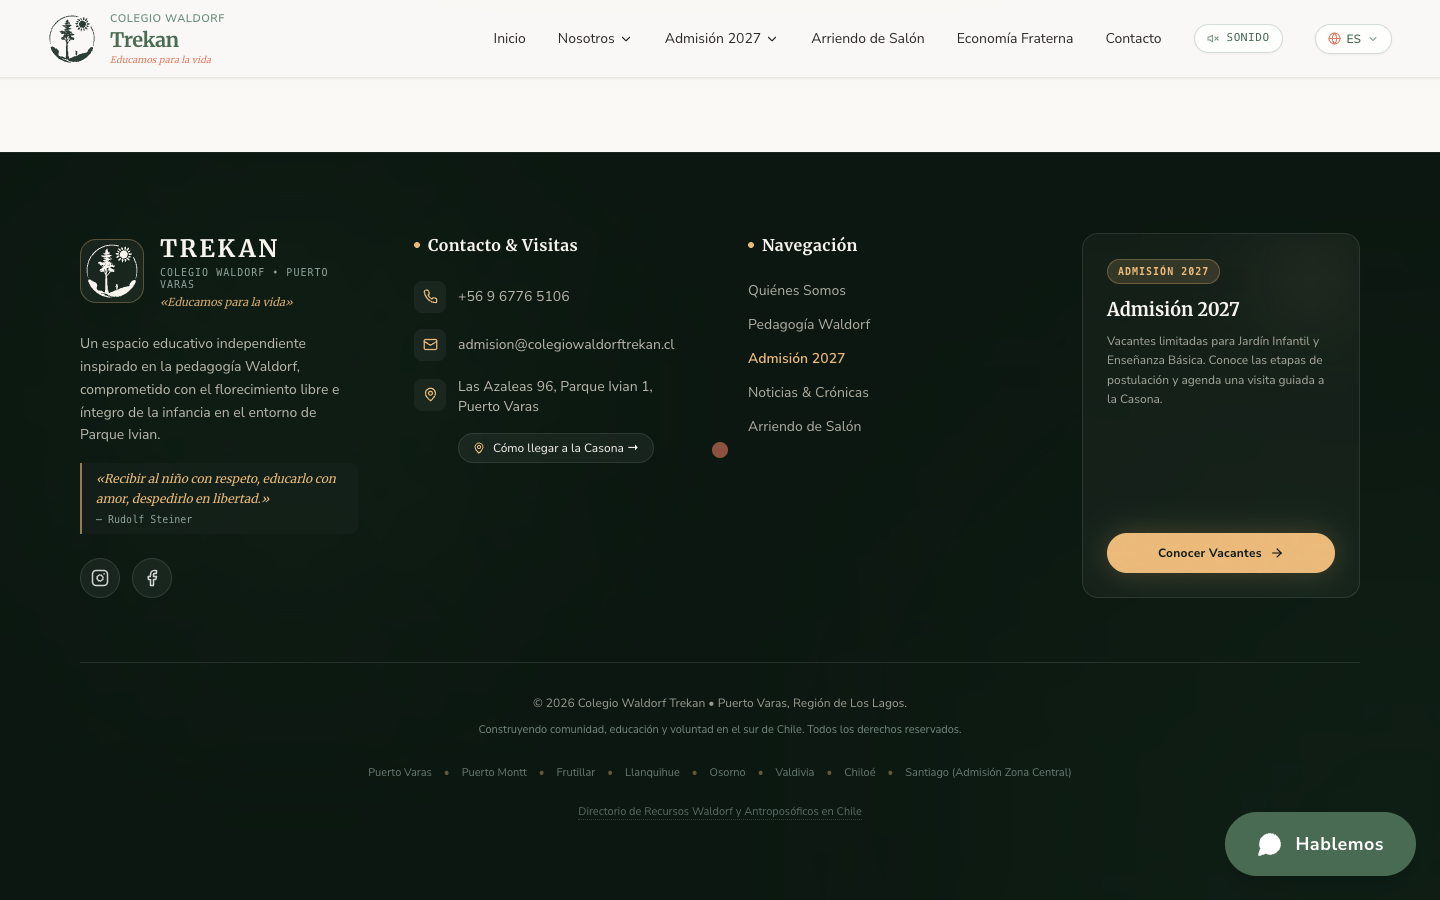 COLEGIO WALDORF
Trekan
Educamos para la vida
Inicio
Nosotros
Admisión 2027
Arriendo de Salón
Economía Fraterna
Contacto
SONIDO
ES
TREKAN
COLEGIO WALDORF • PUERTO
VARAS
«Educamos para la vida»
Un espacio educativo independiente
inspirado en la pedagogía Waldorf,
comprometido con el florecimiento libre e
íntegro de la infancia en el entorno de
Parque Ivian.
«Recibir al niño con respeto, educarlo con
amor, despedirlo en libertad.»
— Rudolf Steiner
Contacto & Visitas
+56 9 6776 5106
admision@colegiowaldorftrekan.cl
Las Azaleas 96, Parque Ivian 1,
Puerto Varas
Cómo llegar a la Casona →
Navegación
Quiénes Somos
Pedagogía Waldorf
Admisión 2027
Noticias & Crónicas
Arriendo de Salón
ADMISIÓN 2027
Admisión 2027
Vacantes limitadas para Jardín Infantil y
Enseñanza Básica. Conoce las etapas de
postulación y agenda una visita guiada a
la Casona.
Conocer Vacantes →
© 2026 Colegio Waldorf Trekan • Puerto Varas, Región de Los Lagos.
Construyendo comunidad, educación y voluntad en el sur de Chile. Todos los derechos reservados.
Puerto Varas • Puerto Montt • Frutillar • Llanquihue • Osorno • Valdivia • Chiloé • Santiago (Admisión Zona Central)
Directorio de Recursos Waldorf y Antroposóficos en Chile
Hablemos